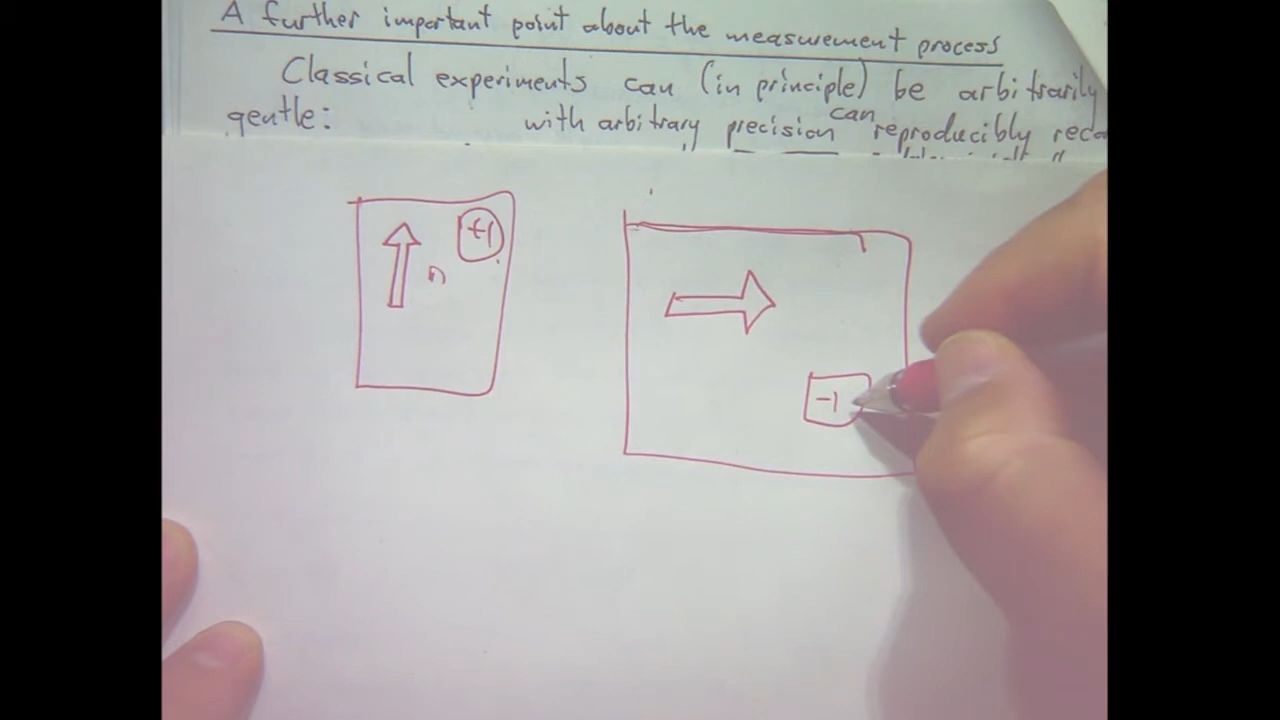 A further important point about the measurement process
Classical experiments can (in principle) be arbitrarily
gentle: with arbitrary precision can reproducibly reco
+1
n
-1